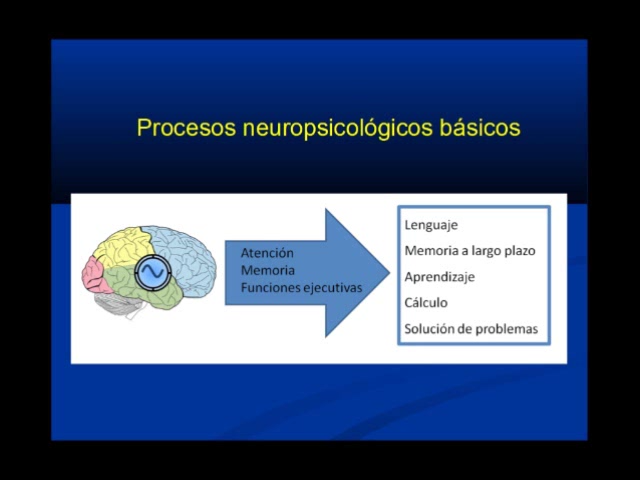 Procesos neuropsicológicos básicos
Atención
Memoria
Funciones ejecutivas
Lenguaje
Memoria a largo plazo
Aprendizaje
Cálculo
Solución de problemas